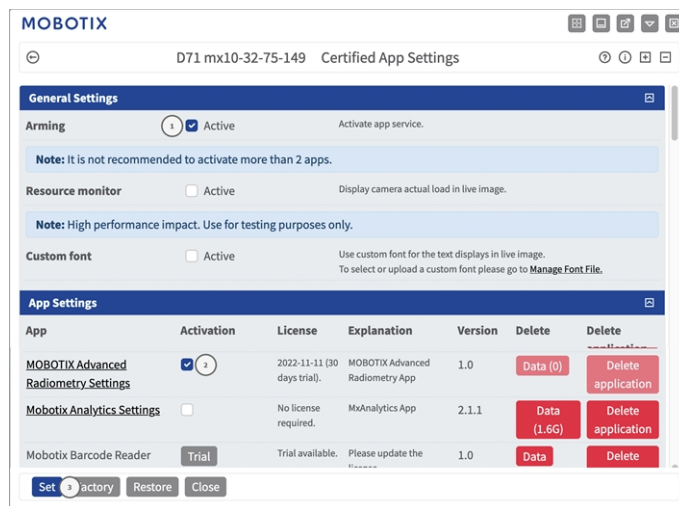 MOBOTIX
D71 mx10-32-75-149 Certified App Settings
General Settings
Arming 1 Active Activate app service.
Note: It is not recommended to activate more than 2 apps.
Resource monitor Active Display camera actual load in live image.
Note: High performance impact. Use for testing purposes only.
Custom font Active Use custom font for the text displays in live image.
To select or upload a custom font please go to Manage Font File.
App Settings
App Activation License Explanation Version Delete Delete
application
MOBOTIX Advanced 2 2022-11-11 (30 MOBOTIX Advanced 1.0 Data (0) Delete
Radiometry Settings days trial). Radiometry App application
Mobotix Analytics Settings No license MxAnalytics App 2.1.1 Data Delete
required. (1.6G) application
Mobotix Barcode Reader Trial Trial available. Please update the 1.0 Data Delete
license
Set 3 actory Restore Close